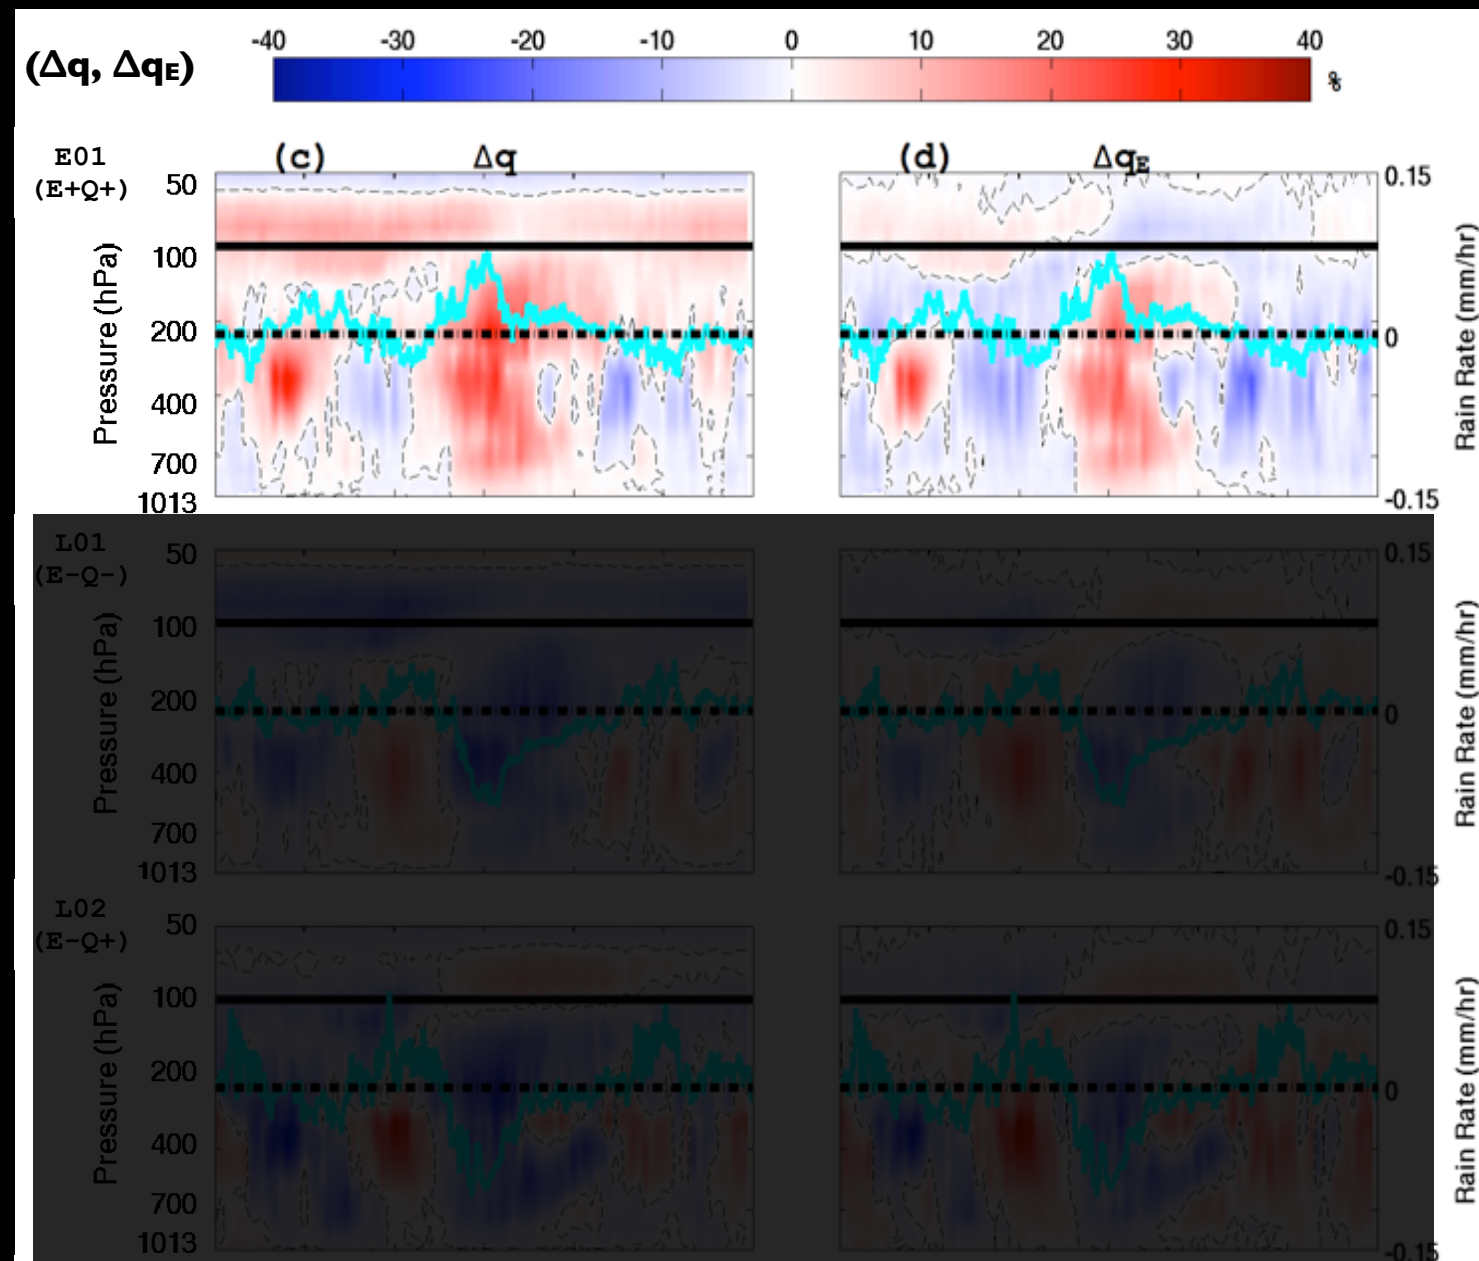 -40 -30 -20 -10 0 10 20 30 40
(Δq, Δq_E) %
E01 (c) Δq (d) Δq_E
(E+Q+) 50 0.15
100
200 0
400
700
1013 -0.15
Pressure (hPa) Rain Rate (mm/hr)
L01 50 0.15
(E-Q-)
100
200 0
400
700
1013 -0.15
Pressure (hPa) Rain Rate (mm/hr)
L02 50 0.15
(E-Q+)
100
200 0
400
700
1013 -0.15
Pressure (hPa) Rain Rate (mm/hr)